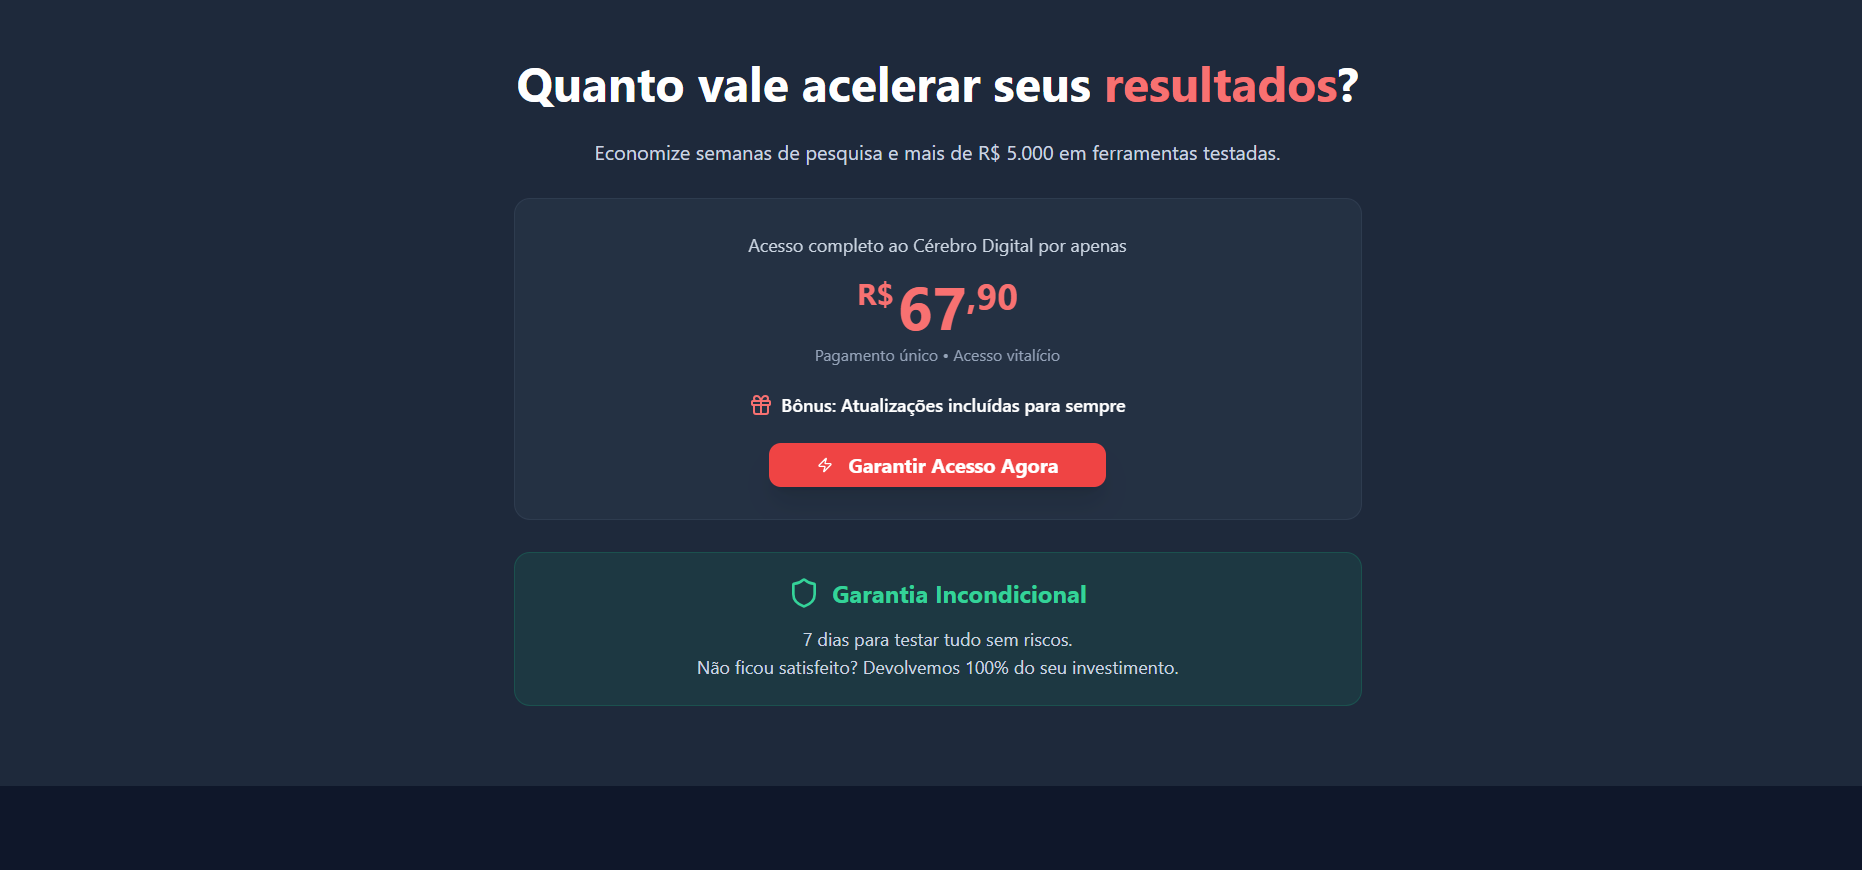 Quanto vale acelerar seus resultados?
Economize semanas de pesquisa e mais de R$ 5.000 em ferramentas testadas.
Acesso completo ao Cérebro Digital por apenas
R$ 67,90
Pagamento único • Acesso vitalício
Bônus: Atualizações incluídas para sempre
Garantir Acesso Agora
Garantia Incondicional
7 dias para testar tudo sem riscos.
Não ficou satisfeito? Devolvemos 100% do seu investimento.